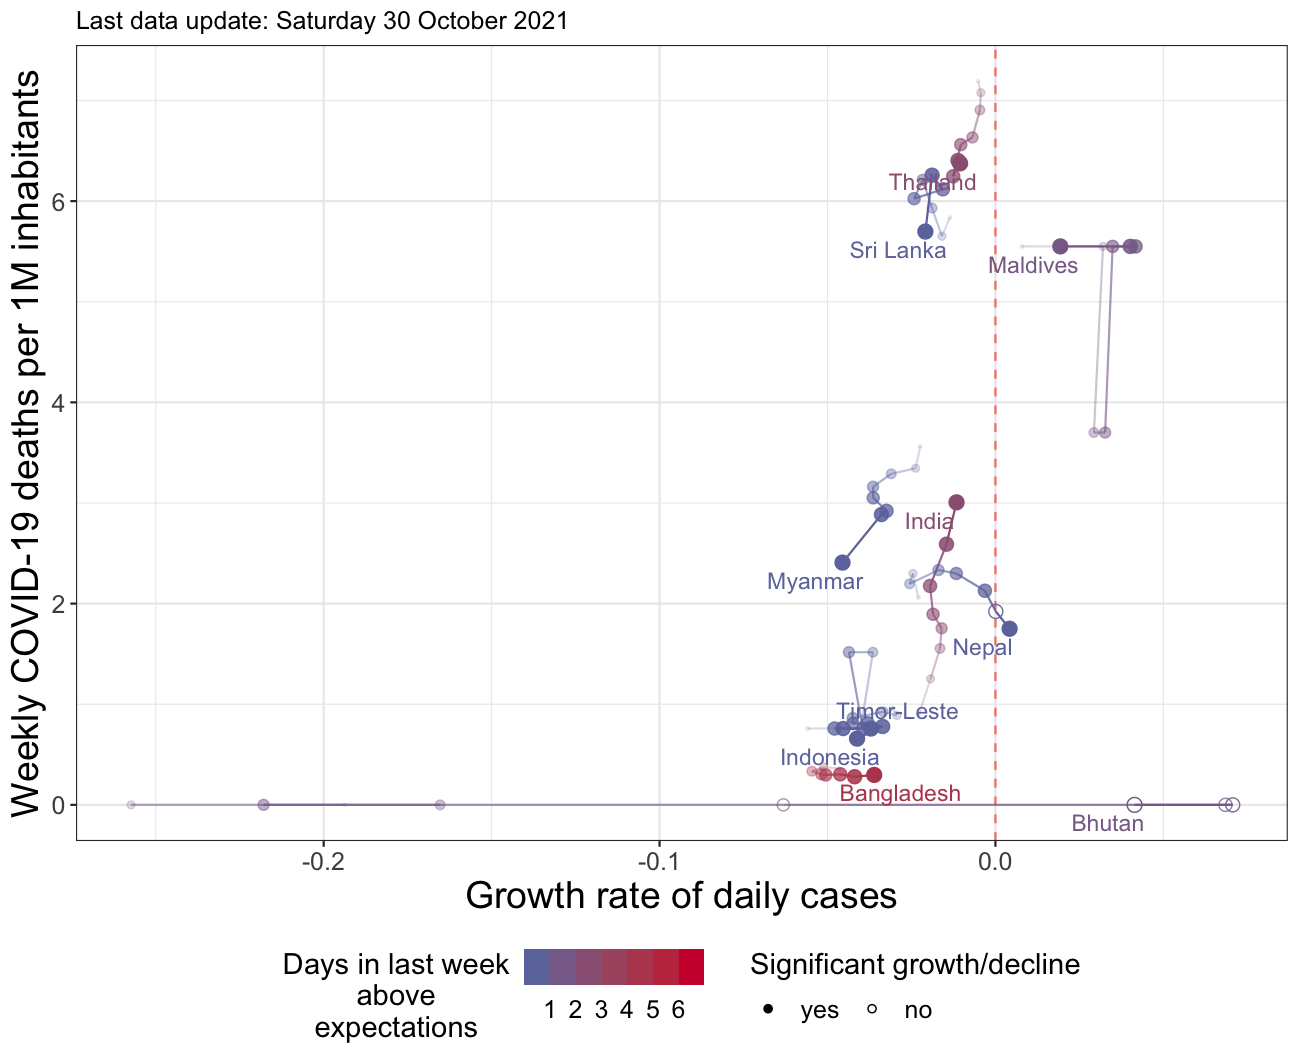 Last data update: Saturday 30 October 2021
Weekly COVID-19 deaths per 1M inhabitants
6
4
2
0
Thailand
Sri Lanka
Maldives
India
Myanmar
Nepal
Timor-Leste
Indonesia
Bangladesh
Bhutan
-0.2
-0.1
0.0
Growth rate of daily cases
Days in last week
above
expectations
1 2 3 4 5 6
Significant growth/decline
yes
no